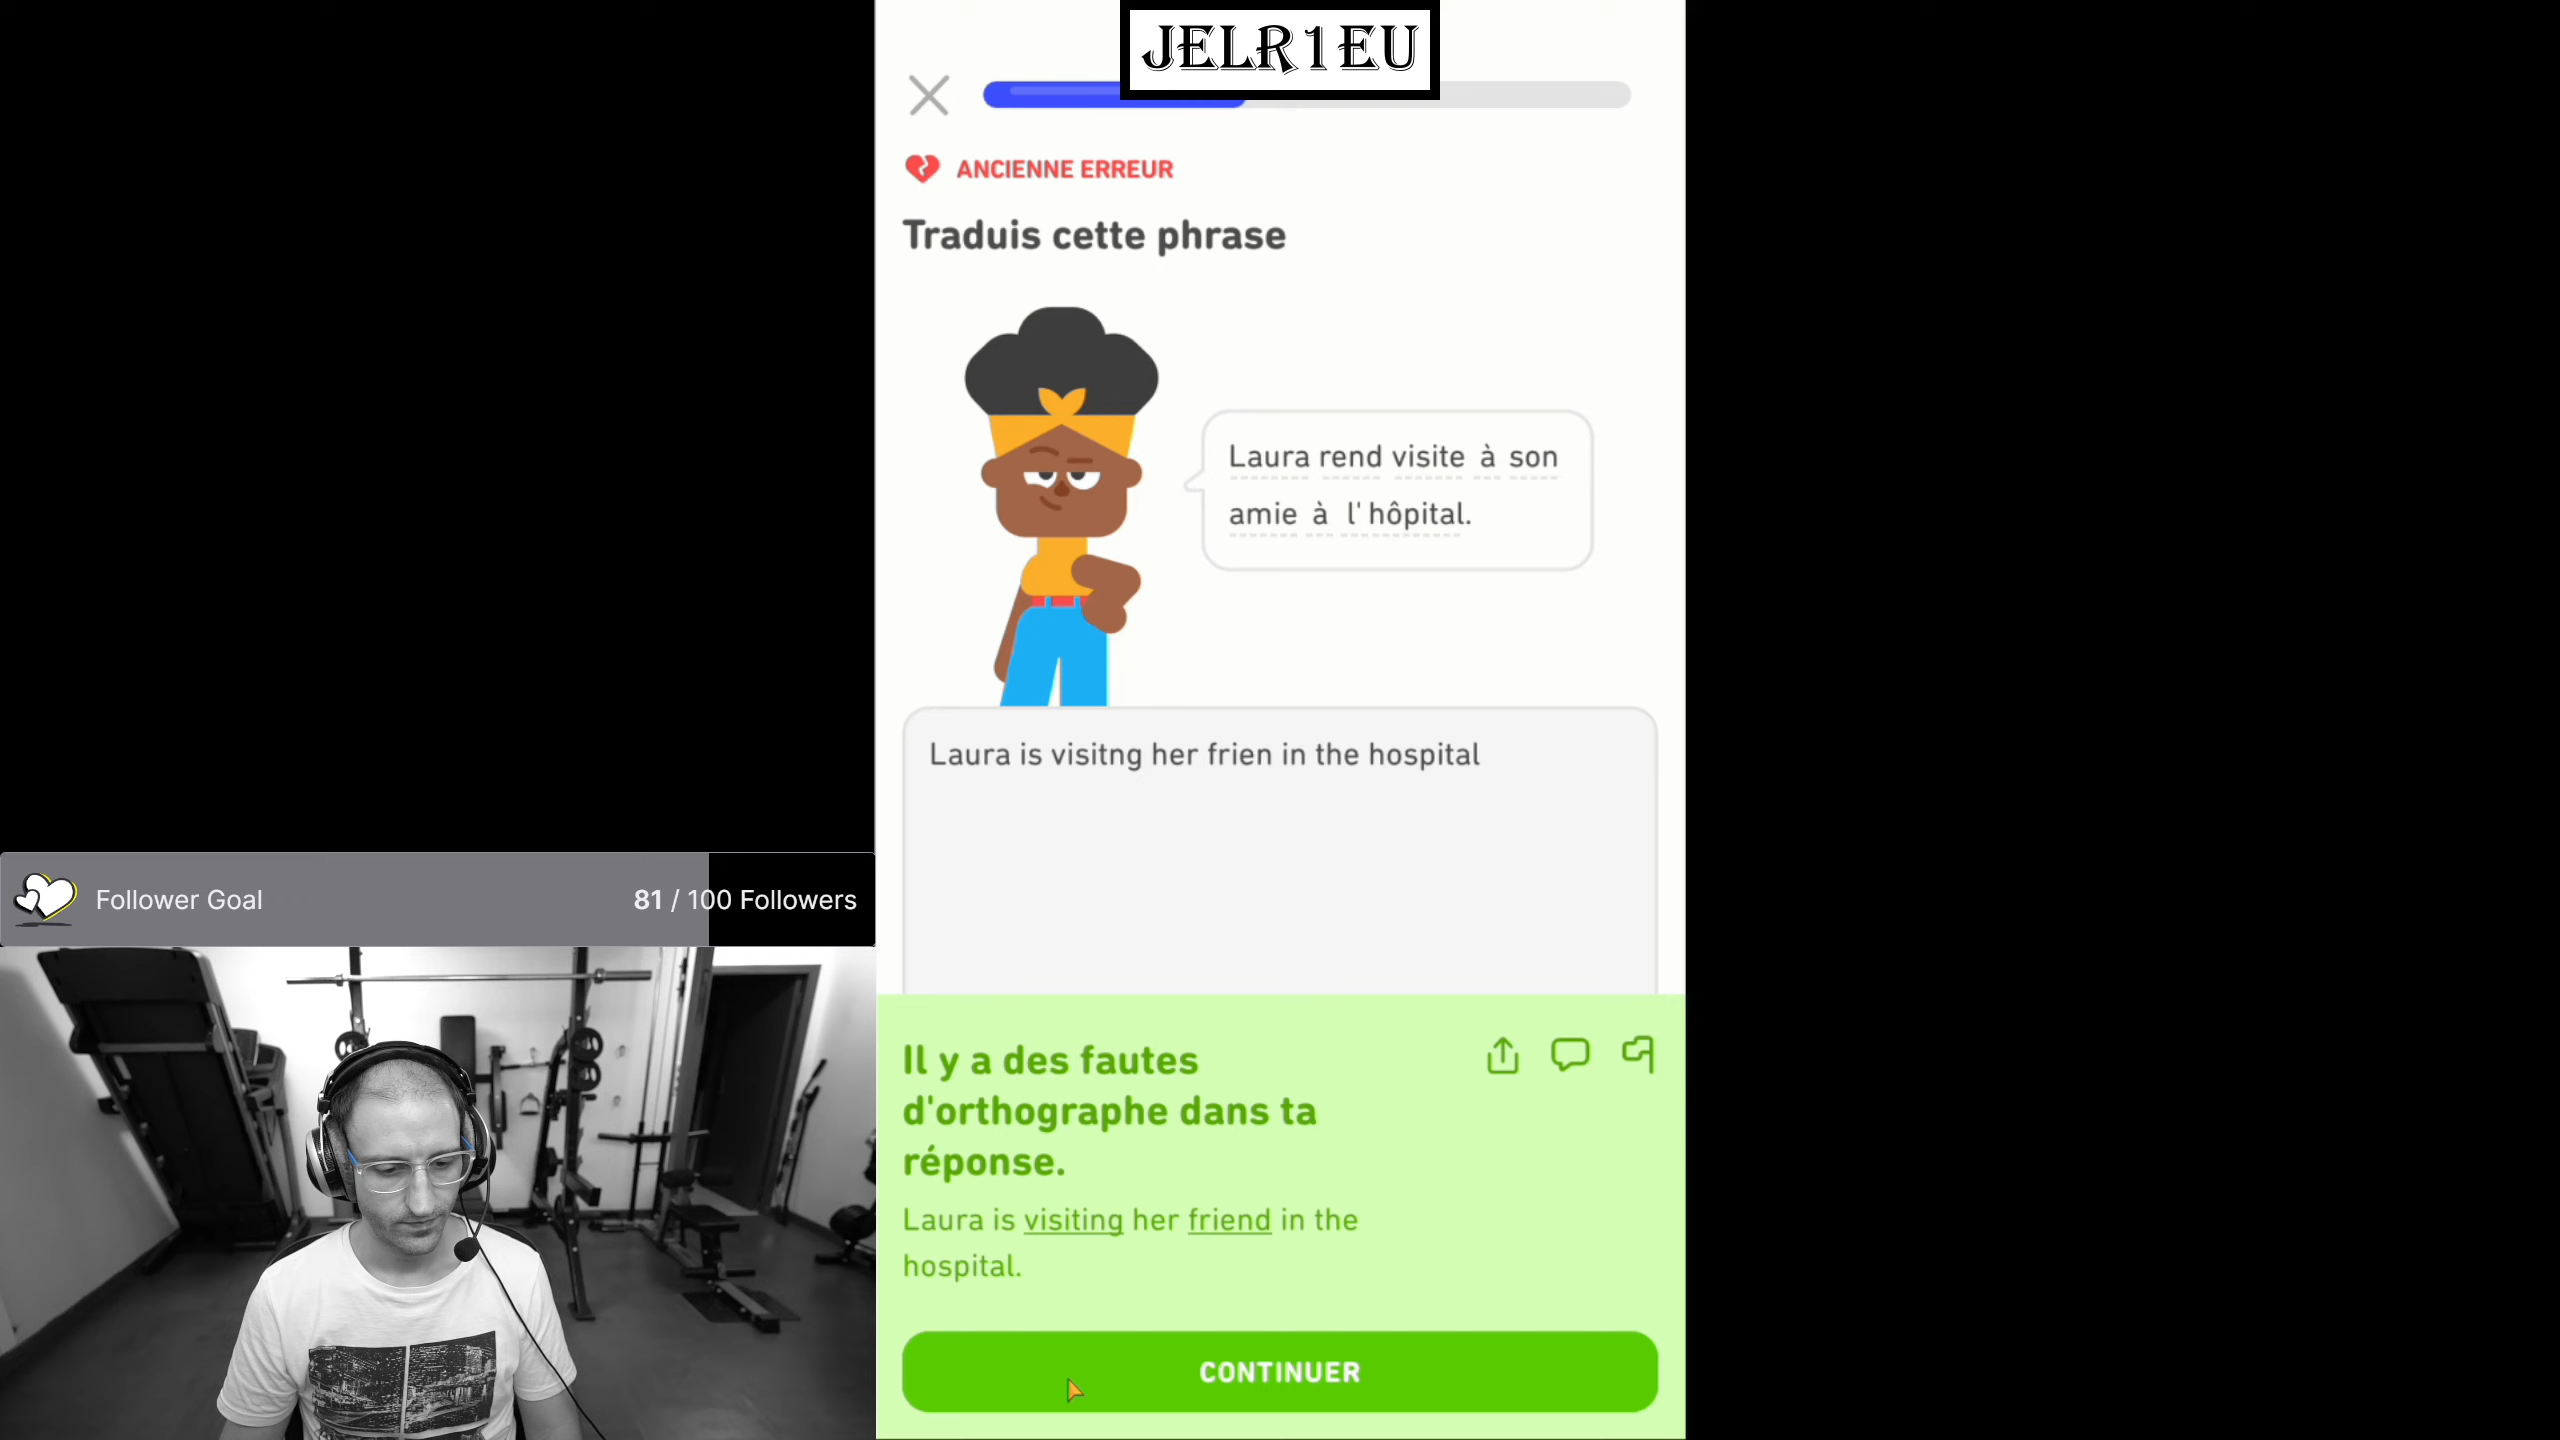 JELR1EU
ANCIENNE ERREUR
Traduis cette phrase
Laura rend visite à son
amie à l'hôpital.
Laura is visitng her frien in the hospital
Follower Goal
81 / 100 Followers
Il y a des fautes
d'orthographe dans ta
réponse.
Laura is visiting her friend in the
hospital.
CONTINUER